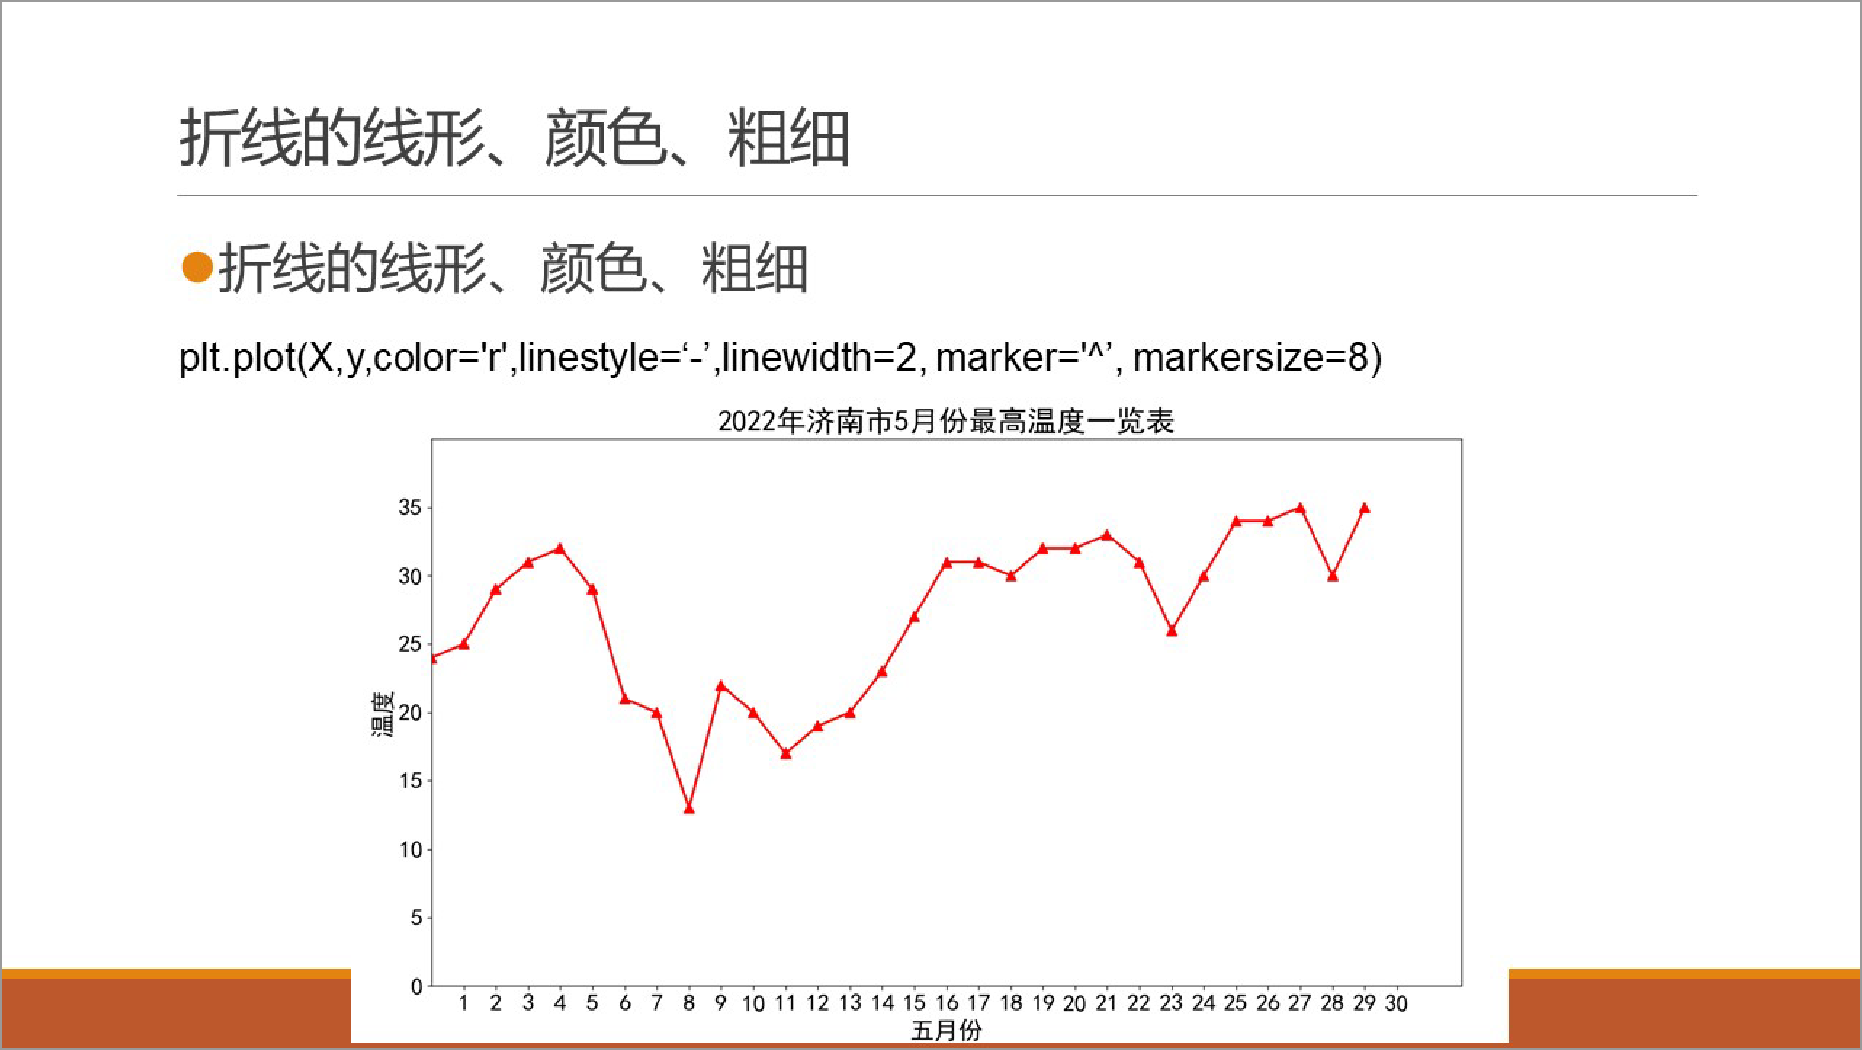 折线的线形、颜色、粗细
●折线的线形、颜色、粗细
plt.plot(X,y,color='r',linestyle=‘-’,linewidth=2, marker='^’, markersize=8)
2022年济南市5月份最高温度一览表
35
30
25
20
15
10
5
0
温度
1 2 3 4 5 6 7 8 9 10 11 12 13 14 15 16 17 18 19 20 21 22 23 24 25 26 27 28 29 30
五月份